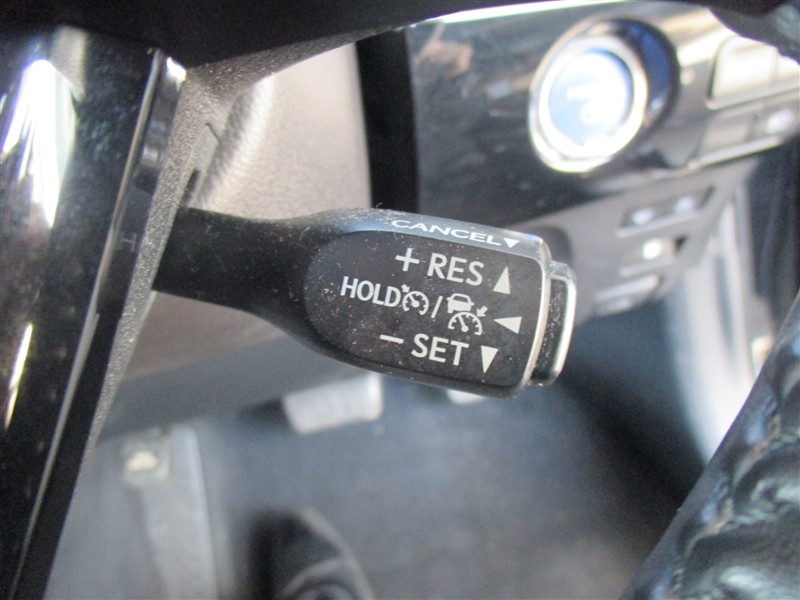 CANCEL▼
+ RES ▲
HOLD / ◀
− SET ▼